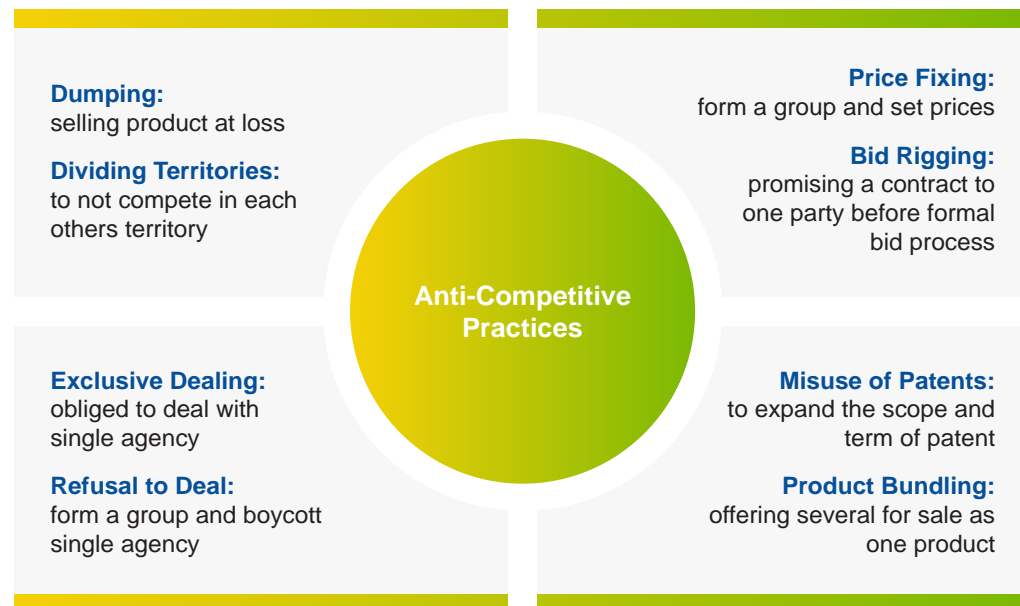 Dumping:
selling product at loss
Dividing Territories:
to not compete in each
others territory
Price Fixing:
form a group and set prices
Bid Rigging:
promising a contract to
one party before formal
bid process
Anti-Competitive
Practices
Exclusive Dealing:
obliged to deal with
single agency
Refusal to Deal:
form a group and boycott
single agency
Misuse of Patents:
to expand the scope and
term of patent
Product Bundling:
offering several for sale as
one product